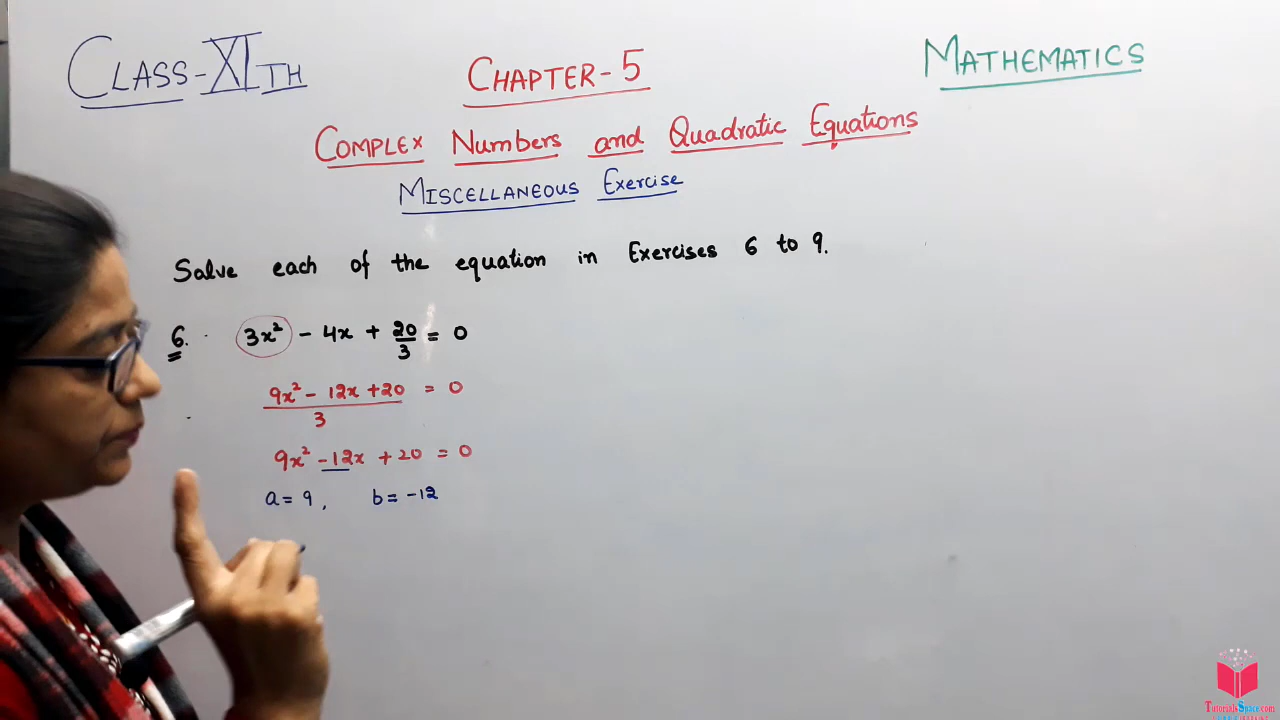 CLASS-XITH
CHAPTER-5
MATHEMATICS
COMPLEX Numbers and Quadratic Equations
MISCELLANEOUS Exercise
Solve each of the equation in Exercises 6 to 9.
6. 3x² - 4x + 20/3 = 0
9x² - 12x + 20 / 3 = 0
9x² - 12x + 20 = 0
a = 9, b = -12
TutorialsSpace.com